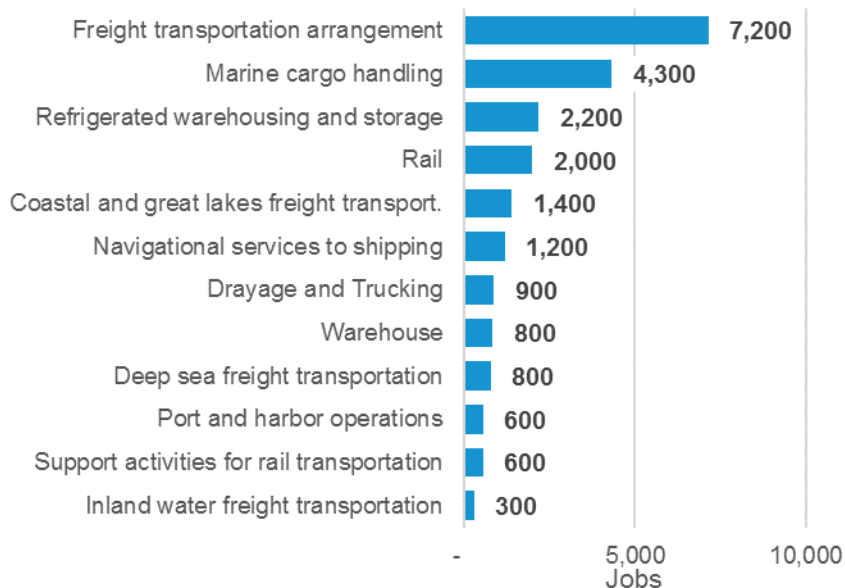 Freight transportation arrangement 7,200
Marine cargo handling 4,300
Refrigerated warehousing and storage 2,200
Rail 2,000
Coastal and great lakes freight transport. 1,400
Navigational services to shipping 1,200
Drayage and Trucking 900
Warehouse 800
Deep sea freight transportation 800
Port and harbor operations 600
Support activities for rail transportation 600
Inland water freight transportation 300
- 5,000 10,000
Jobs